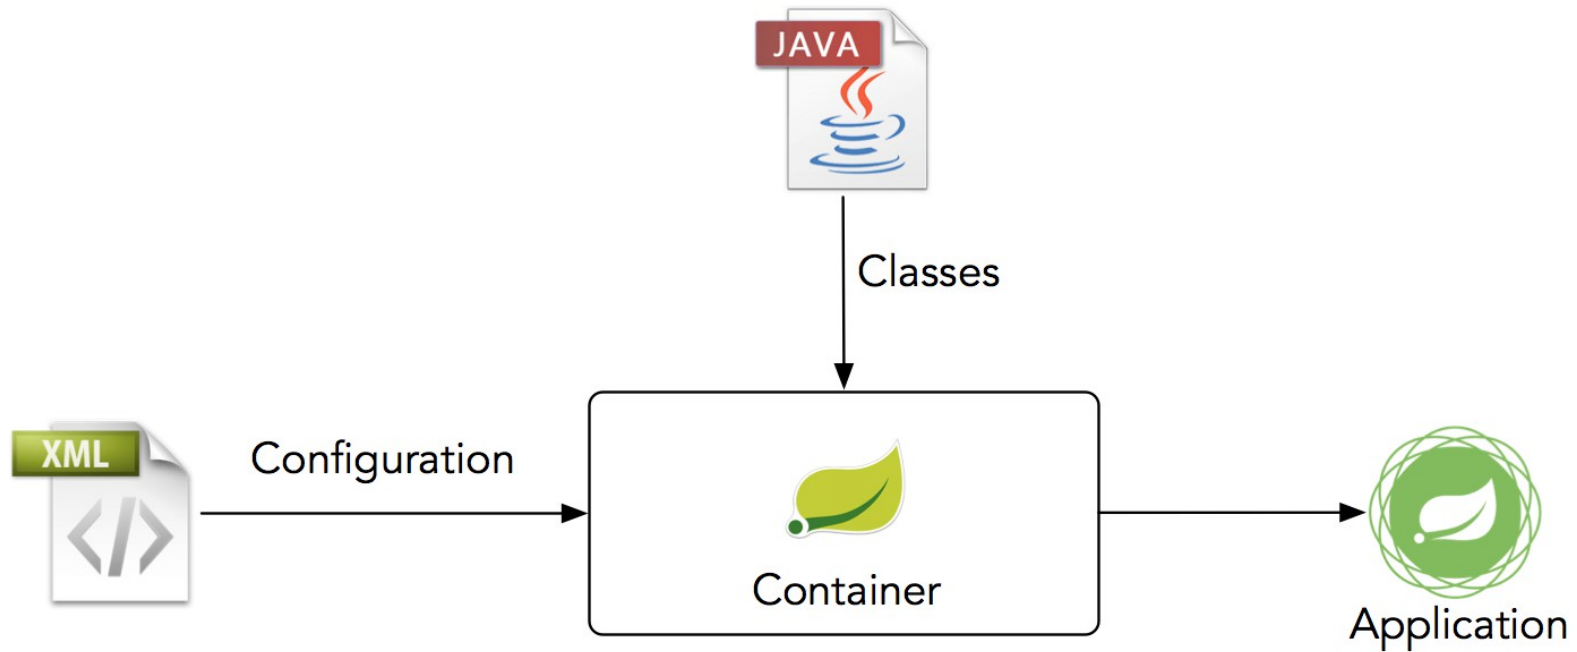 JAVA
Classes
XML
Configuration
Container
Application